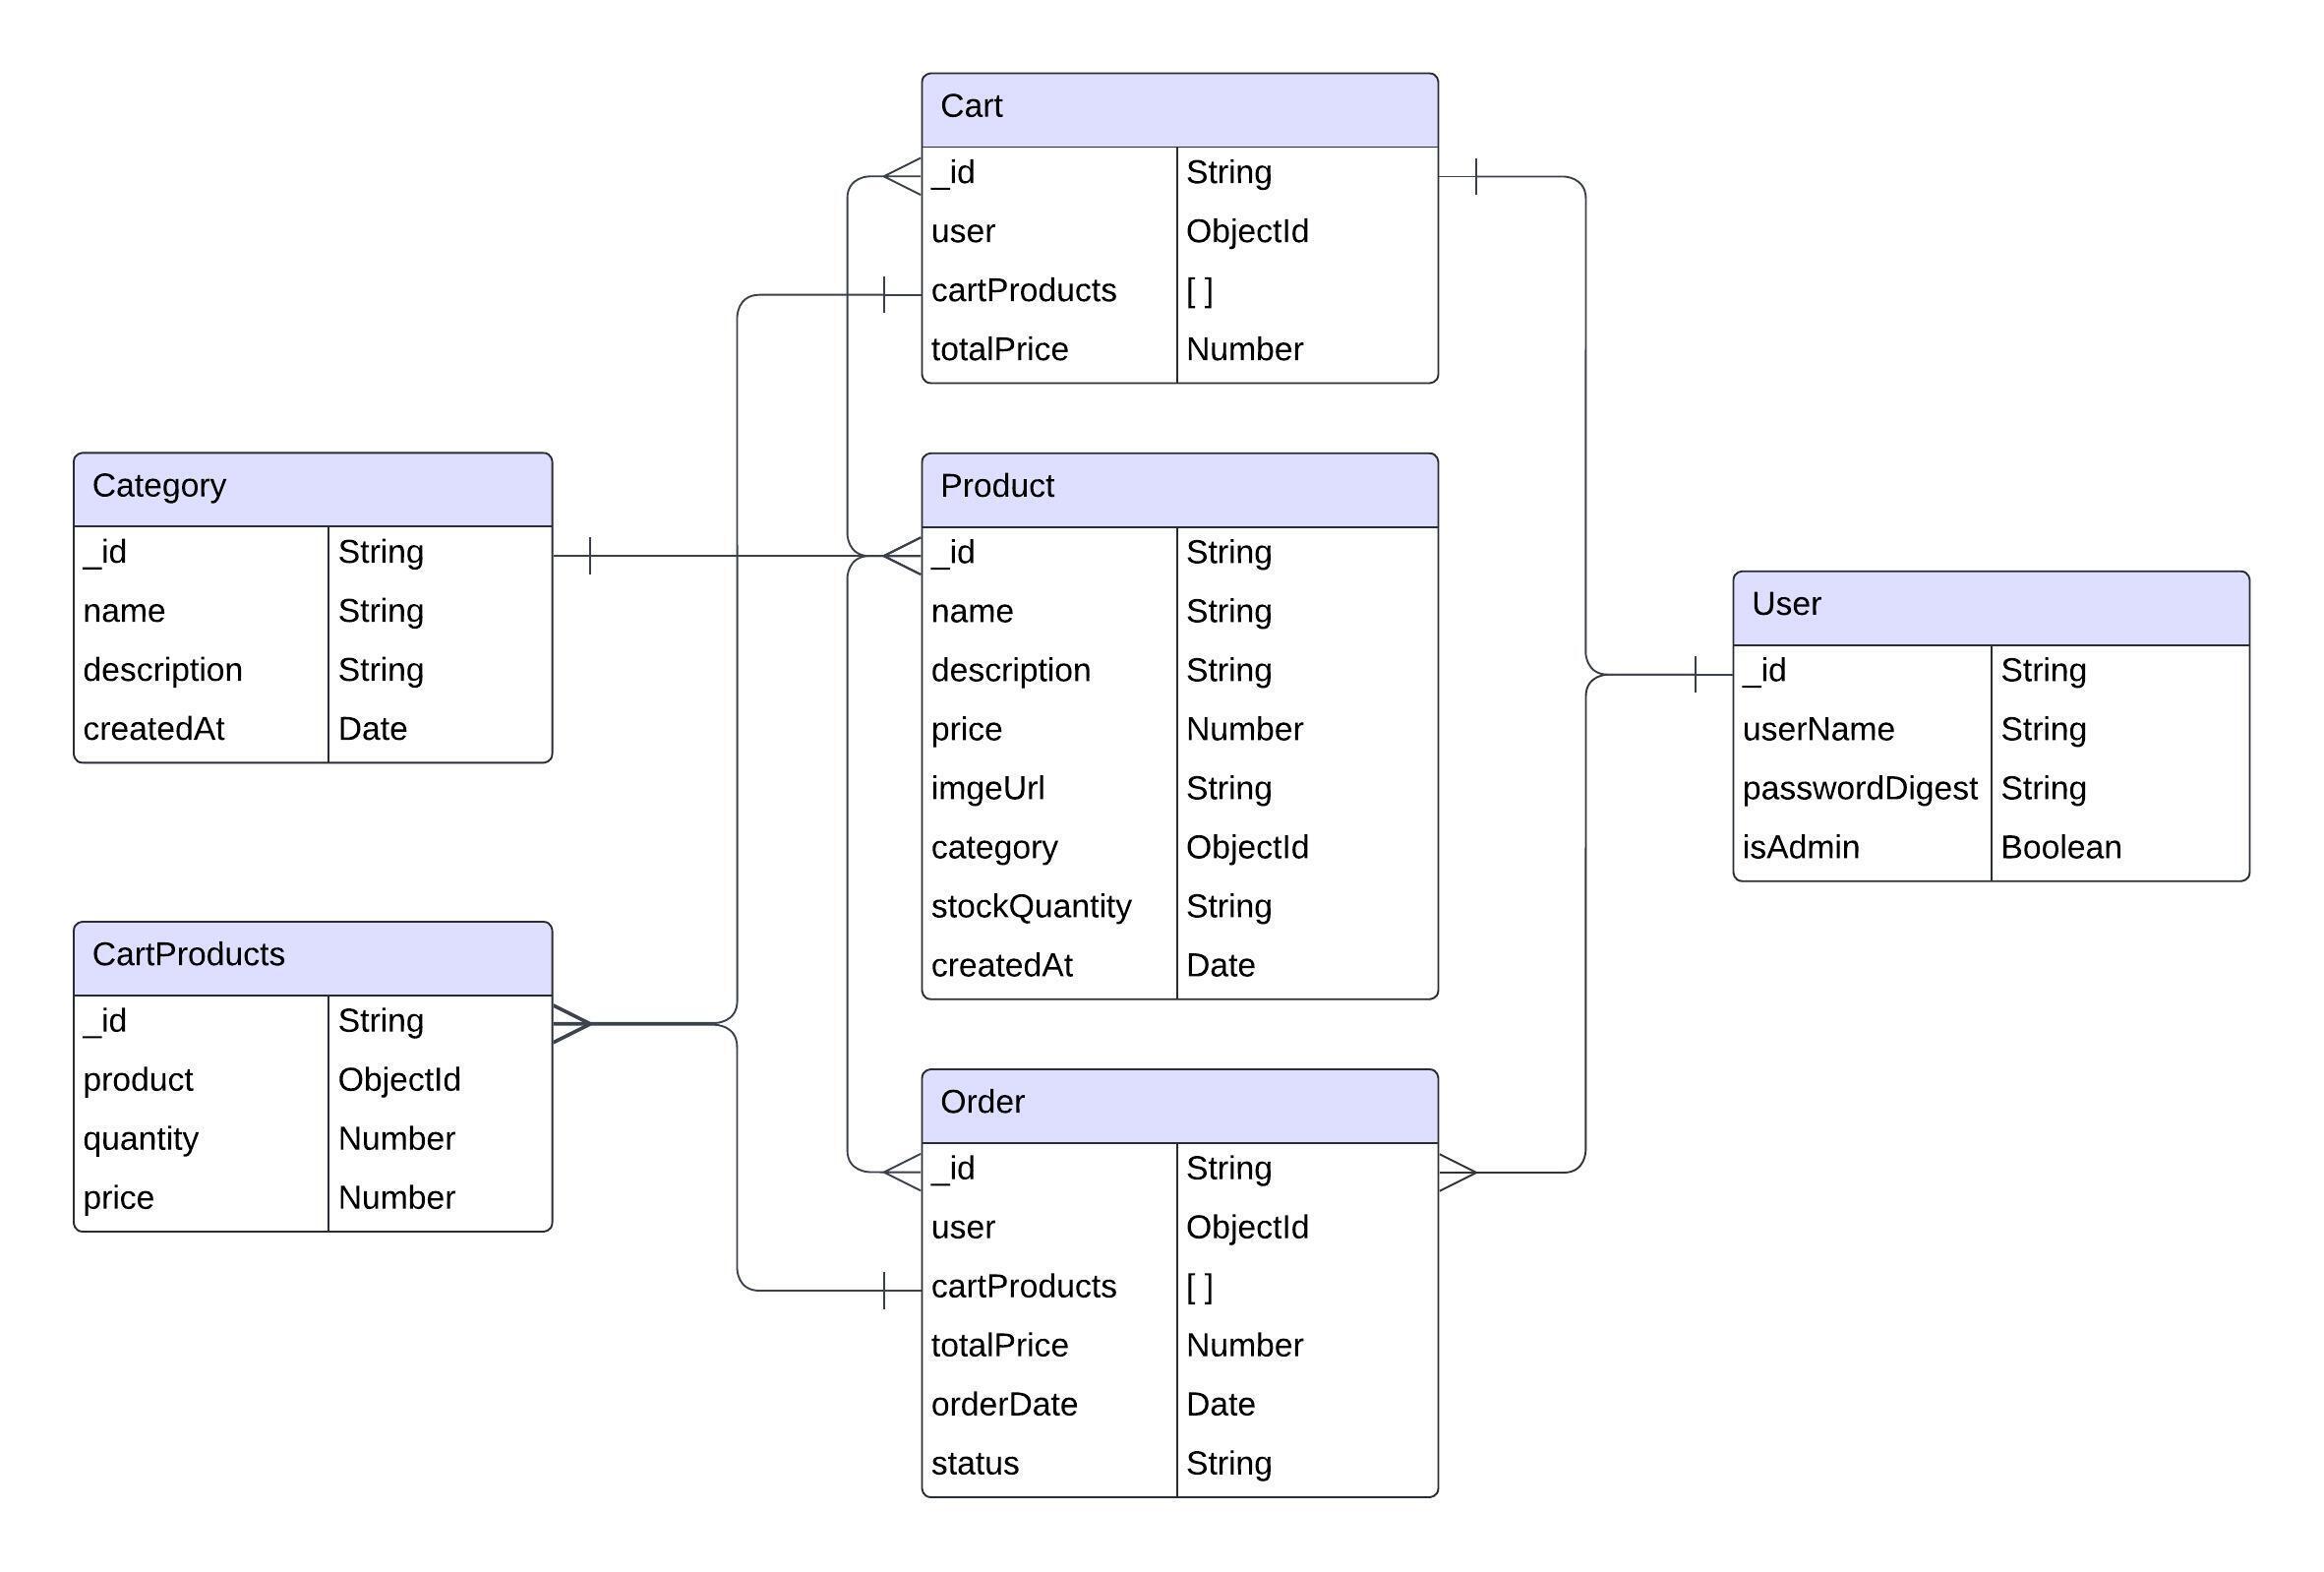 Cart
_id String
user ObjectId
cartProducts [ ]
totalPrice Number
Category
_id String
name String
description String
createdAt Date
Product
_id String
name String
description String
price Number
imgeUrl String
category ObjectId
stockQuantity String
createdAt Date
User
_id String
userName String
passwordDigest String
isAdmin Boolean
CartProducts
_id String
product ObjectId
quantity Number
price Number
Order
_id String
user ObjectId
cartProducts [ ]
totalPrice Number
orderDate Date
status String